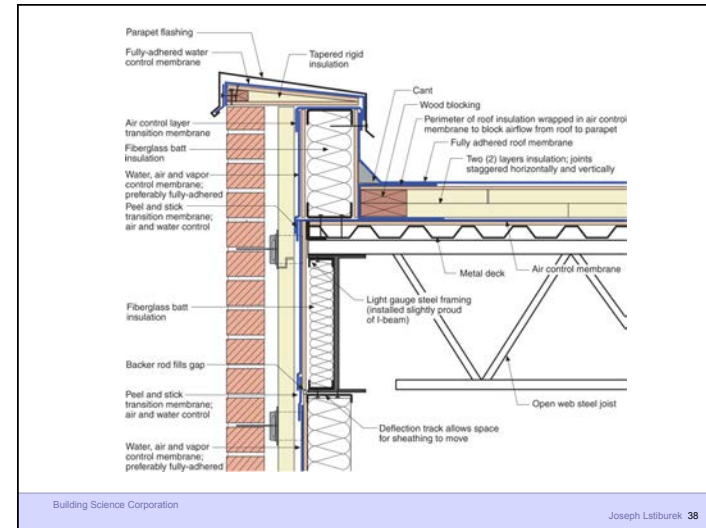 Parapet flashing
Fully-adhered water
control membrane
Tapered rigid
insulation
Cant
Wood blocking
Perimeter of roof insulation wrapped in air control
membrane to block airflow from roof to parapet
Fully adhered roof membrane
Two (2) layers insulation; joints
staggered horizontally and vertically
Air control layer
transition membrane
Fiberglass batt
insulation
Water, air and vapor
control membrane;
preferably fully-adhered
Peel and stick
transition membrane;
air and water control
Metal deck
Air control membrane
Light gauge steel framing
(installed slightly proud
of I-beam)
Fiberglass batt
insulation
Backer rod fills gap
Peel and stick
transition membrane;
air and water control
Open web steel joist
Deflection track allows space
for sheathing to move
Water, air and vapor
control membrane;
preferably fully-adhered
Building Science Corporation
Joseph Lstiburek 38